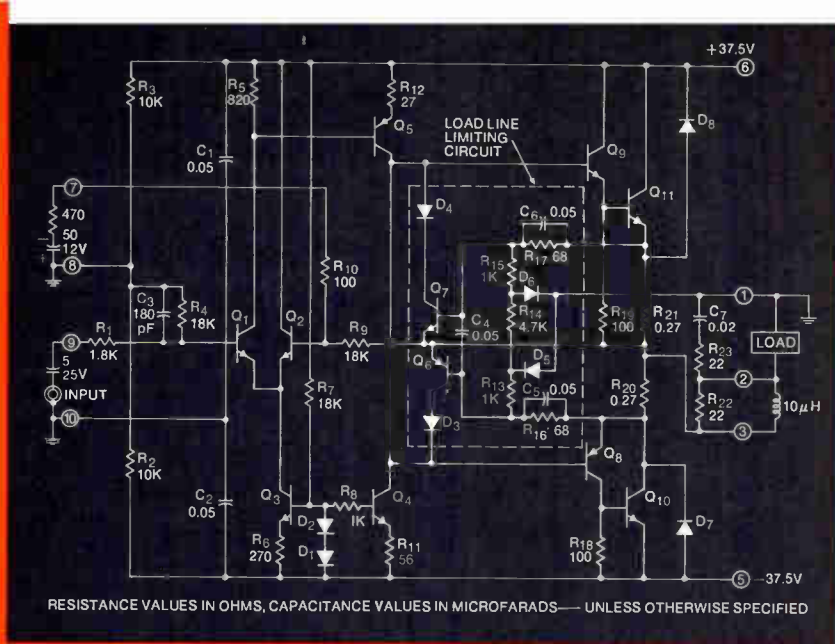 +37.5V
6
R3
10K
R5
820
R12
27
Q5
LOAD LINE
LIMITING
CIRCUIT
C1
0.05
Q9
D8
Q11
7
470
50
12V
8
D4
C6
0.05
R17 68
R15
1K
D6
R10
100
C3
180
pF
R4
18K
Q7
C4
0.05
R14
4.7K
R19
100
R21
0.27
1
C7
0.02
9
R1
1.8K
Q1
Q2
R9
18K
Q6
D5
R23
22
LOAD
5
25V
INPUT
10
R7
18K
R13
1K
C5
0.05
R16 68
R20
0.27
2
R22
22
10μH
3
D3
R2
10K
Q8
Q3
R8
1K
Q4
Q10
C2
0.05
D2
D1
R6
270
R11
56
R18
100
D7
5
-37.5V
RESISTANCE VALUES IN OHMS, CAPACITANCE VALUES IN MICROFARADS— UNLESS OTHERWISE SPECIFIED